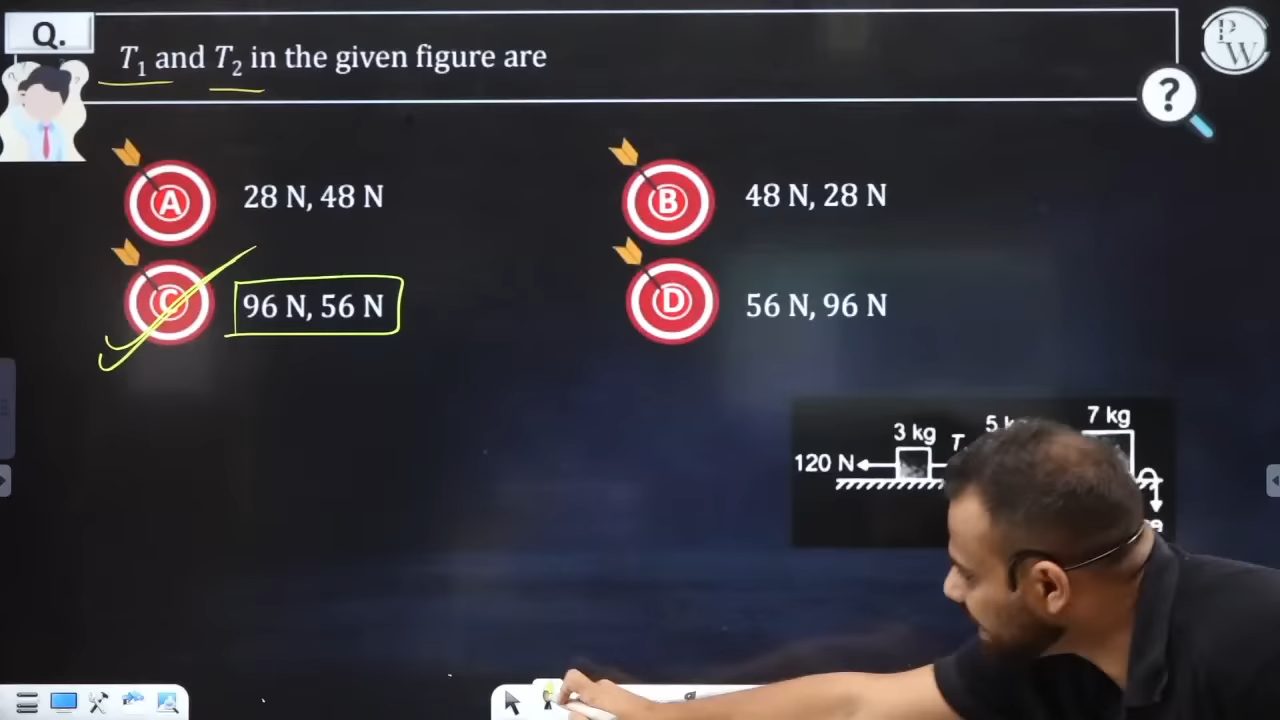 Q.
T₁ and T₂ in the given figure are
P
W
?
A 28 N, 48 N
B 48 N, 28 N
C 96 N, 56 N
D 56 N, 96 N
3 kg
7 kg
120 N